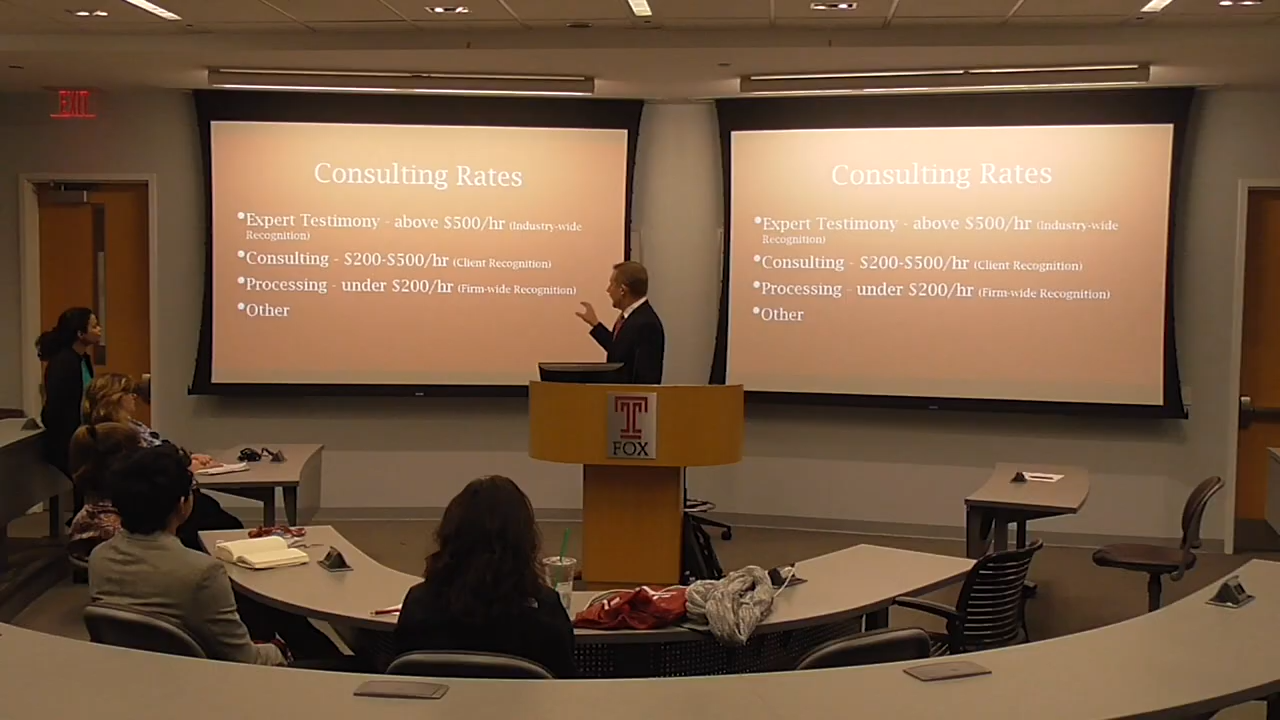 EXIT
Consulting Rates
•Expert Testimony - above $500/hr (Industry-wide
Recognition)
•Consulting - $200-$500/hr (Client Recognition)
•Processing - under $200/hr (Firm-wide Recognition)
•Other
Consulting Rates
•Expert Testimony - above $500/hr (Industry-wide
Recognition)
•Consulting - $200-$500/hr (Client Recognition)
•Processing - under $200/hr (Firm-wide Recognition)
•Other
T
FOX